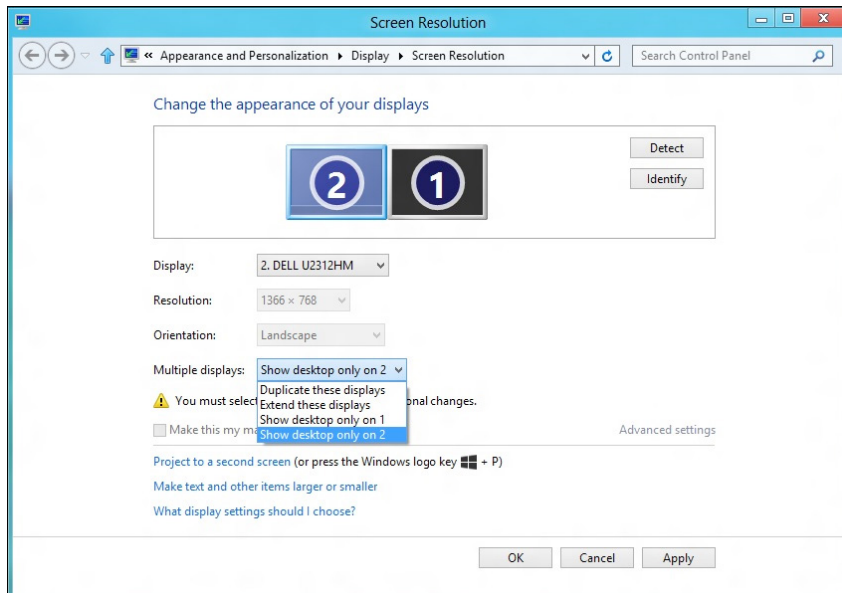 Screen Resolution
« Appearance and Personalization Display Screen Resolution Search Control Panel
Change the appearance of your displays
2 1
Detect
Identify
Display: 2. DELL U2312HM
Resolution: 1366 × 768
Orientation: Landscape
Multiple displays: Show desktop only on 2
Duplicate these displays
Extend these displays
Show desktop only on 1
Show desktop only on 2
You must select onal changes.
Make this my m Advanced settings
Project to a second screen (or press the Windows logo key + P)
Make text and other items larger or smaller
What display settings should I choose?
OK Cancel Apply